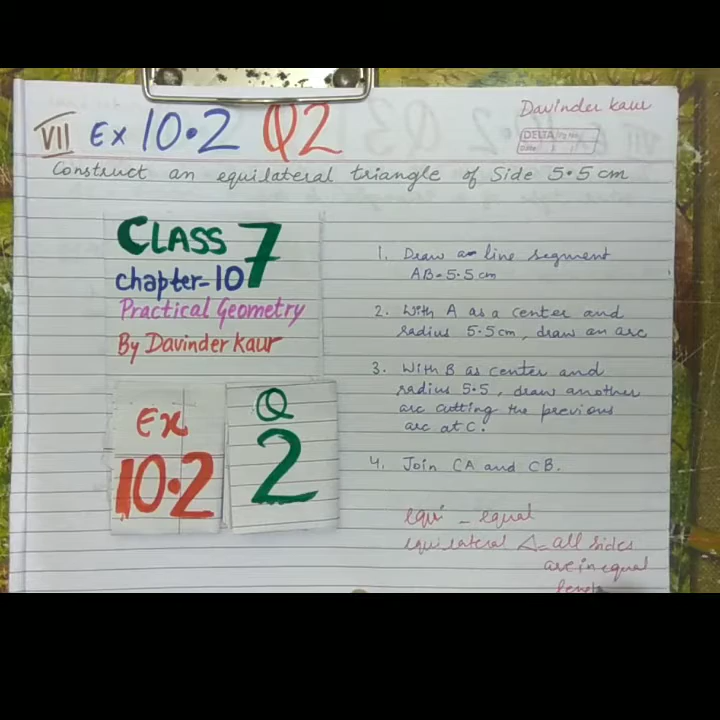 Davinder kaur
VII Ex 10.2 Q2
DELTA
Date
Construct an equilateral triangle of Side 5.5 cm
CLASS 7
chapter-10
Practical Geometry
By Davinder kaur
Ex
10.2
Q
2
1. Draw a line segment
AB=5.5 cm
2. With A as a center and
radius 5.5cm, draw an arc
3. With B as center and
radius 5.5, draw another
arc cutting the previous
arc at C.
4. Join CA and CB.
equi - equal
equilateral △= all sides
are in equal